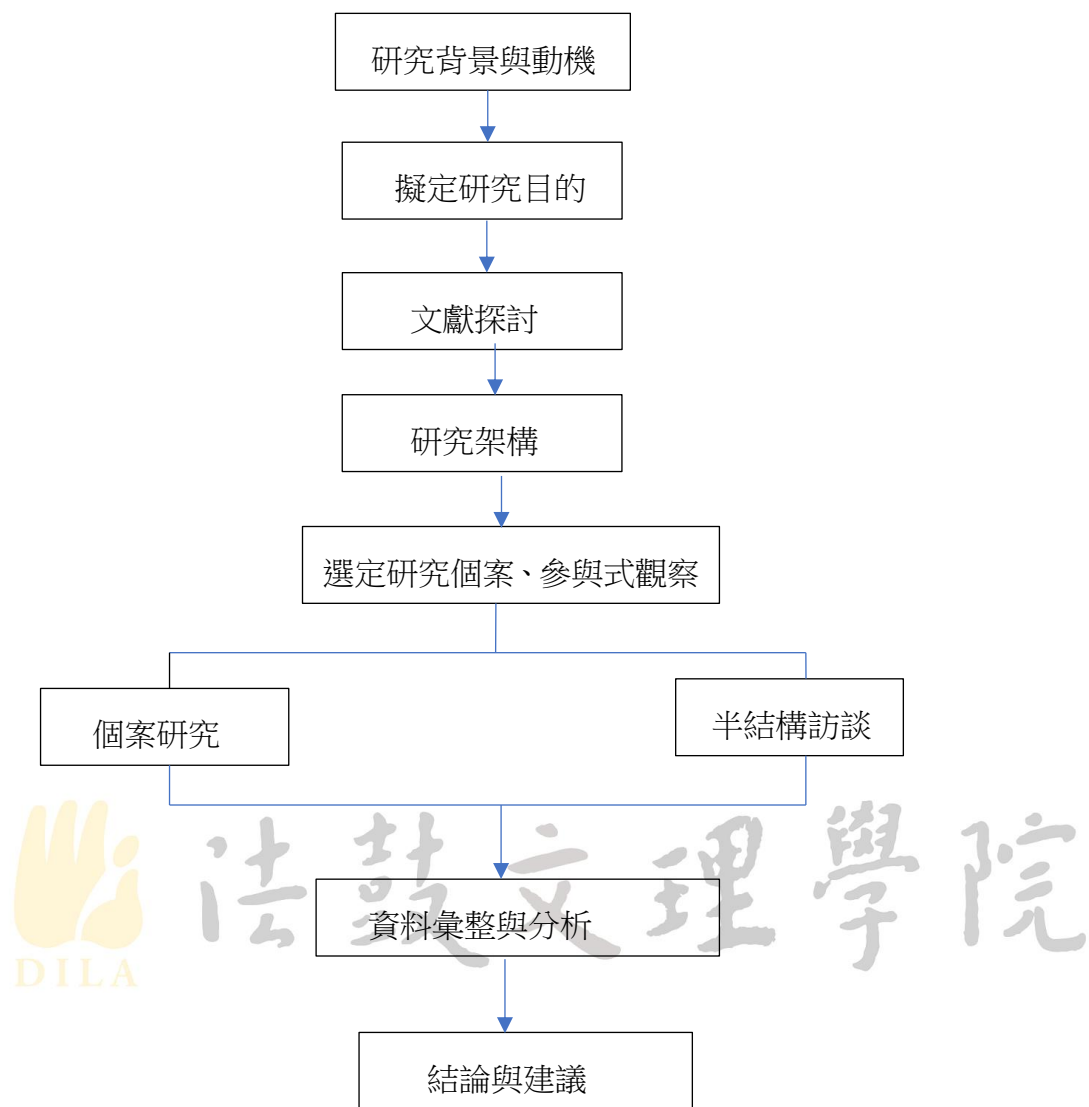 研究背景與動機
擬定研究目的
文獻探討
研究架構
選定研究個案、參與式觀察
個案研究
半結構訪談
法鼓文理學院
資料彙整與分析
DILA
結論與建議